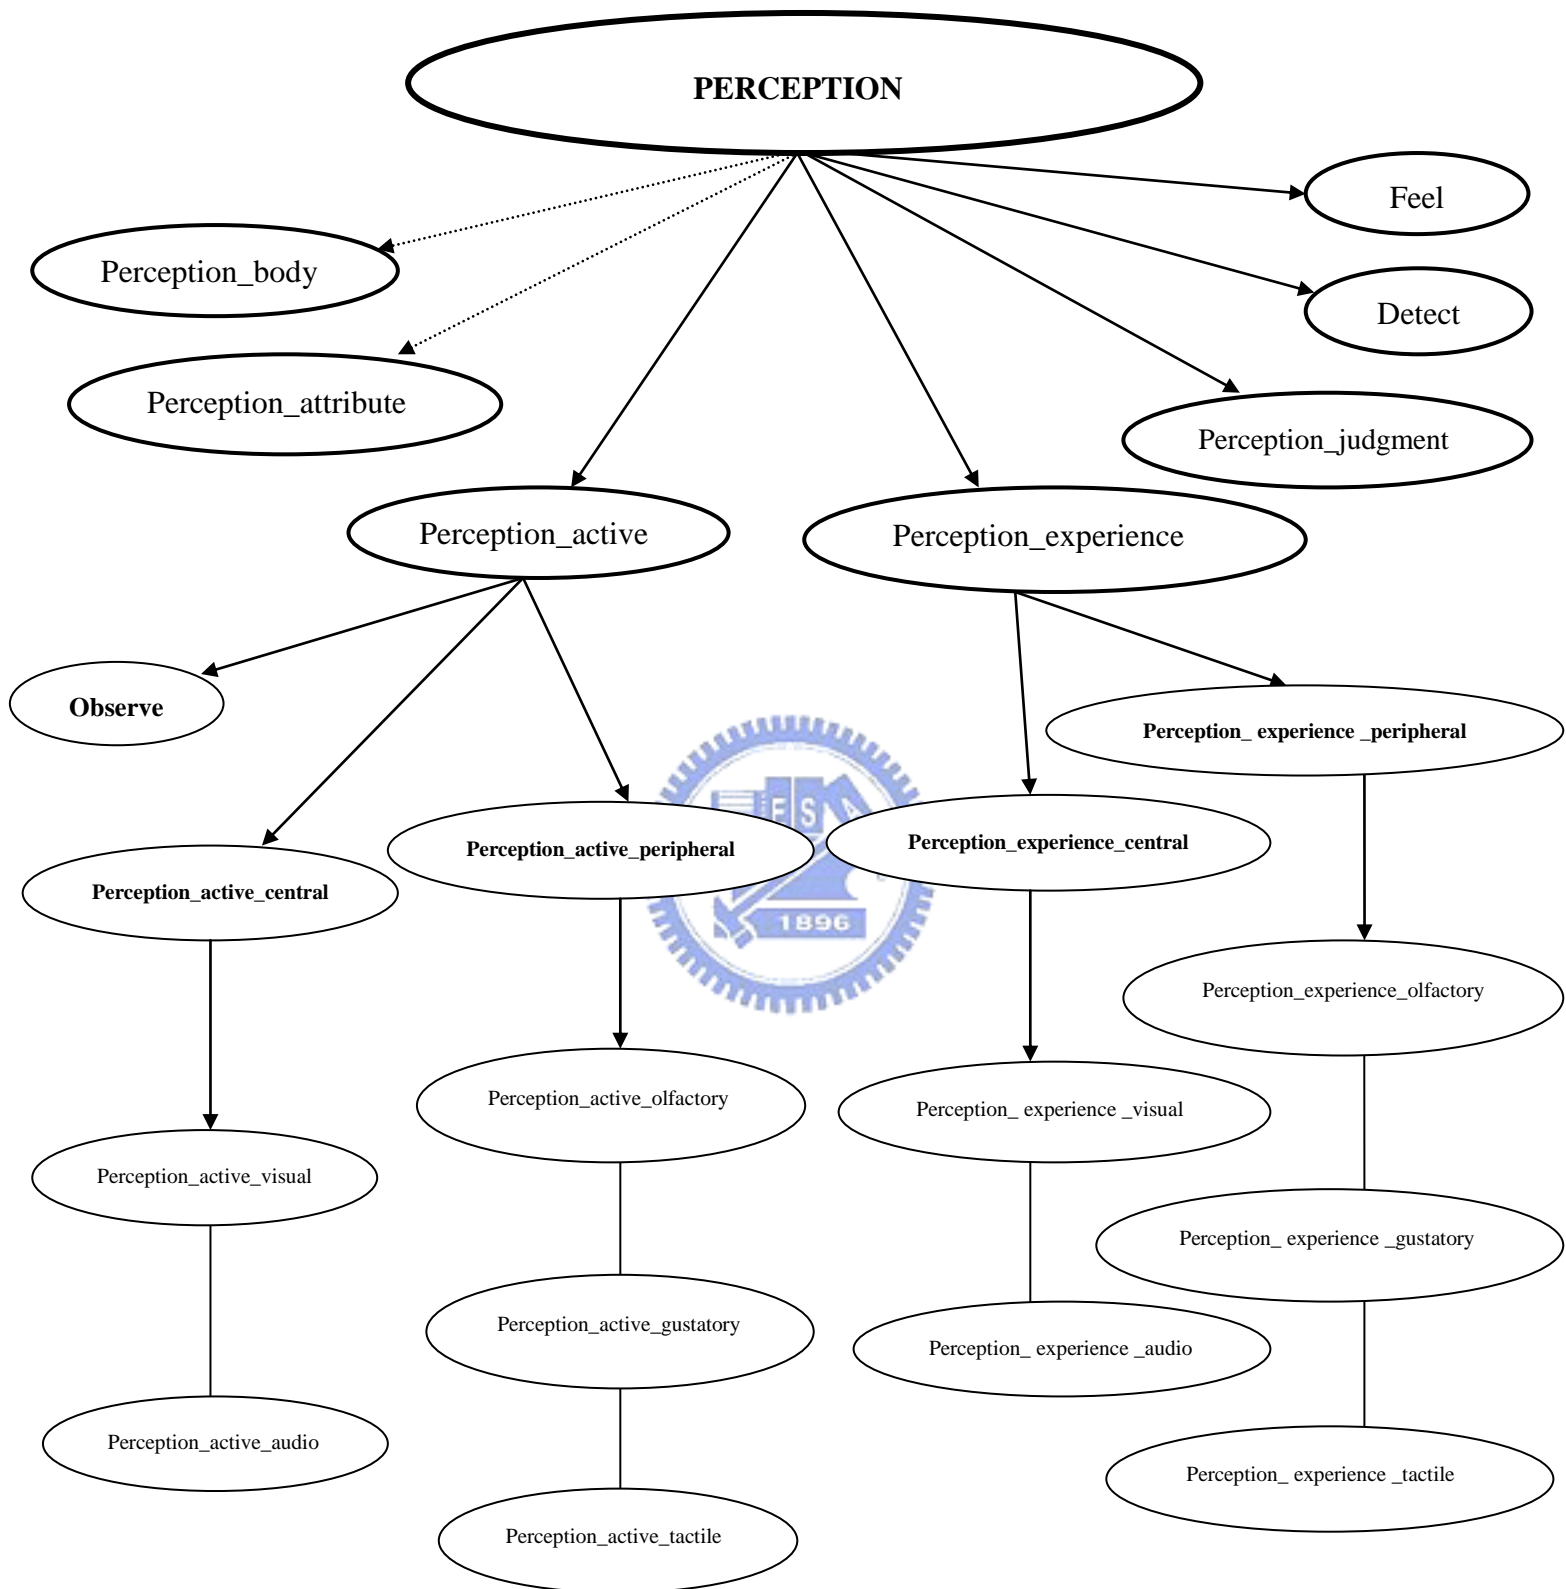 PERCEPTION
Feel
Perception_body
Detect
Perception_attribute
Perception_judgment
Perception_active
Perception_experience
Observe
Perception_ experience _peripheral
Perception_active_peripheral
Perception_experience_central
Perception_active_central
E S A
1896
Perception_experience_olfactory
Perception_active_olfactory
Perception_ experience _visual
Perception_active_visual
Perception_ experience _gustatory
Perception_active_gustatory
Perception_ experience _audio
Perception_active_audio
Perception_ experience _tactile
Perception_active_tactile